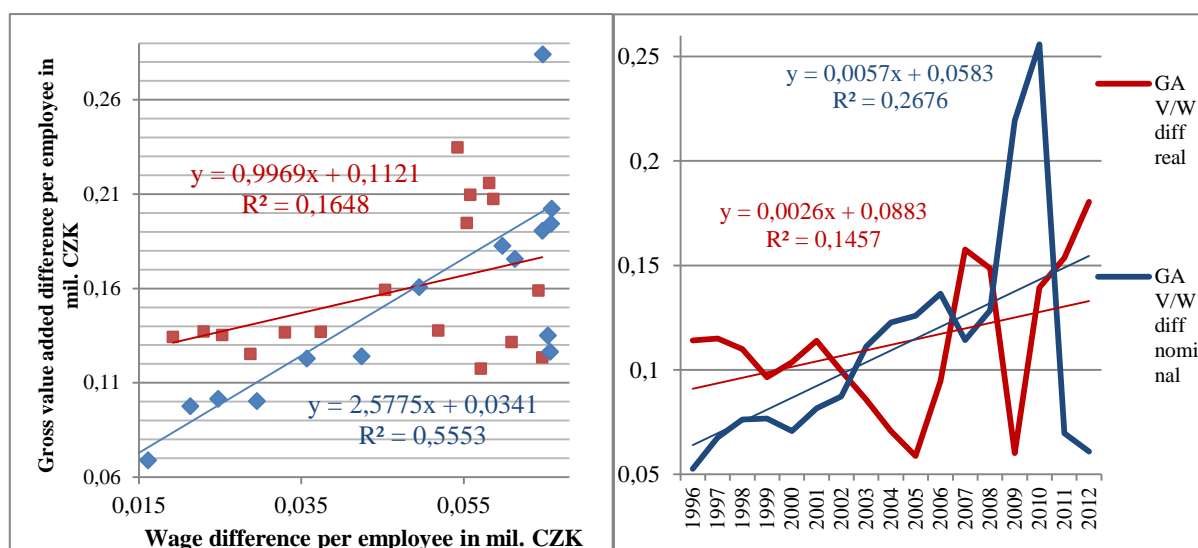 Gross value added difference per employee in
mil. CZK
0,26
0,21
0,16
0,11
0,06
y = 0,9969x + 0,1121
R² = 0,1648
y = 2,5775x + 0,0341
R² = 0,5553
0,015
0,035
0,055
Wage difference per employee in mil. CZK
0,25
0,2
0,15
0,1
0,05
y = 0,0057x + 0,0583
R² = 0,2676
y = 0,0026x + 0,0883
R² = 0,1457
1996
1997
1998
1999
2000
2001
2002
2003
2004
2005
2006
2007
2008
2009
2010
2011
2012
GA
V/W
diff
real
GA
V/W
diff
nomi
nal